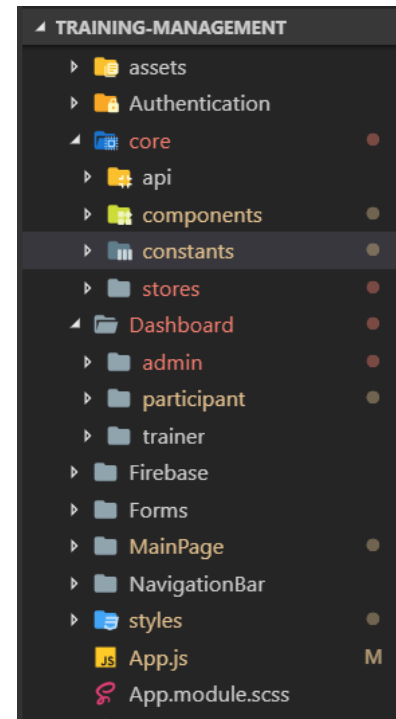 TRAINING-MANAGEMENT
assets
Authentication
core
api
components
constants
stores
Dashboard
admin
participant
trainer
Firebase
Forms
MainPage
NavigationBar
styles
JS App.js M
App.module.scss